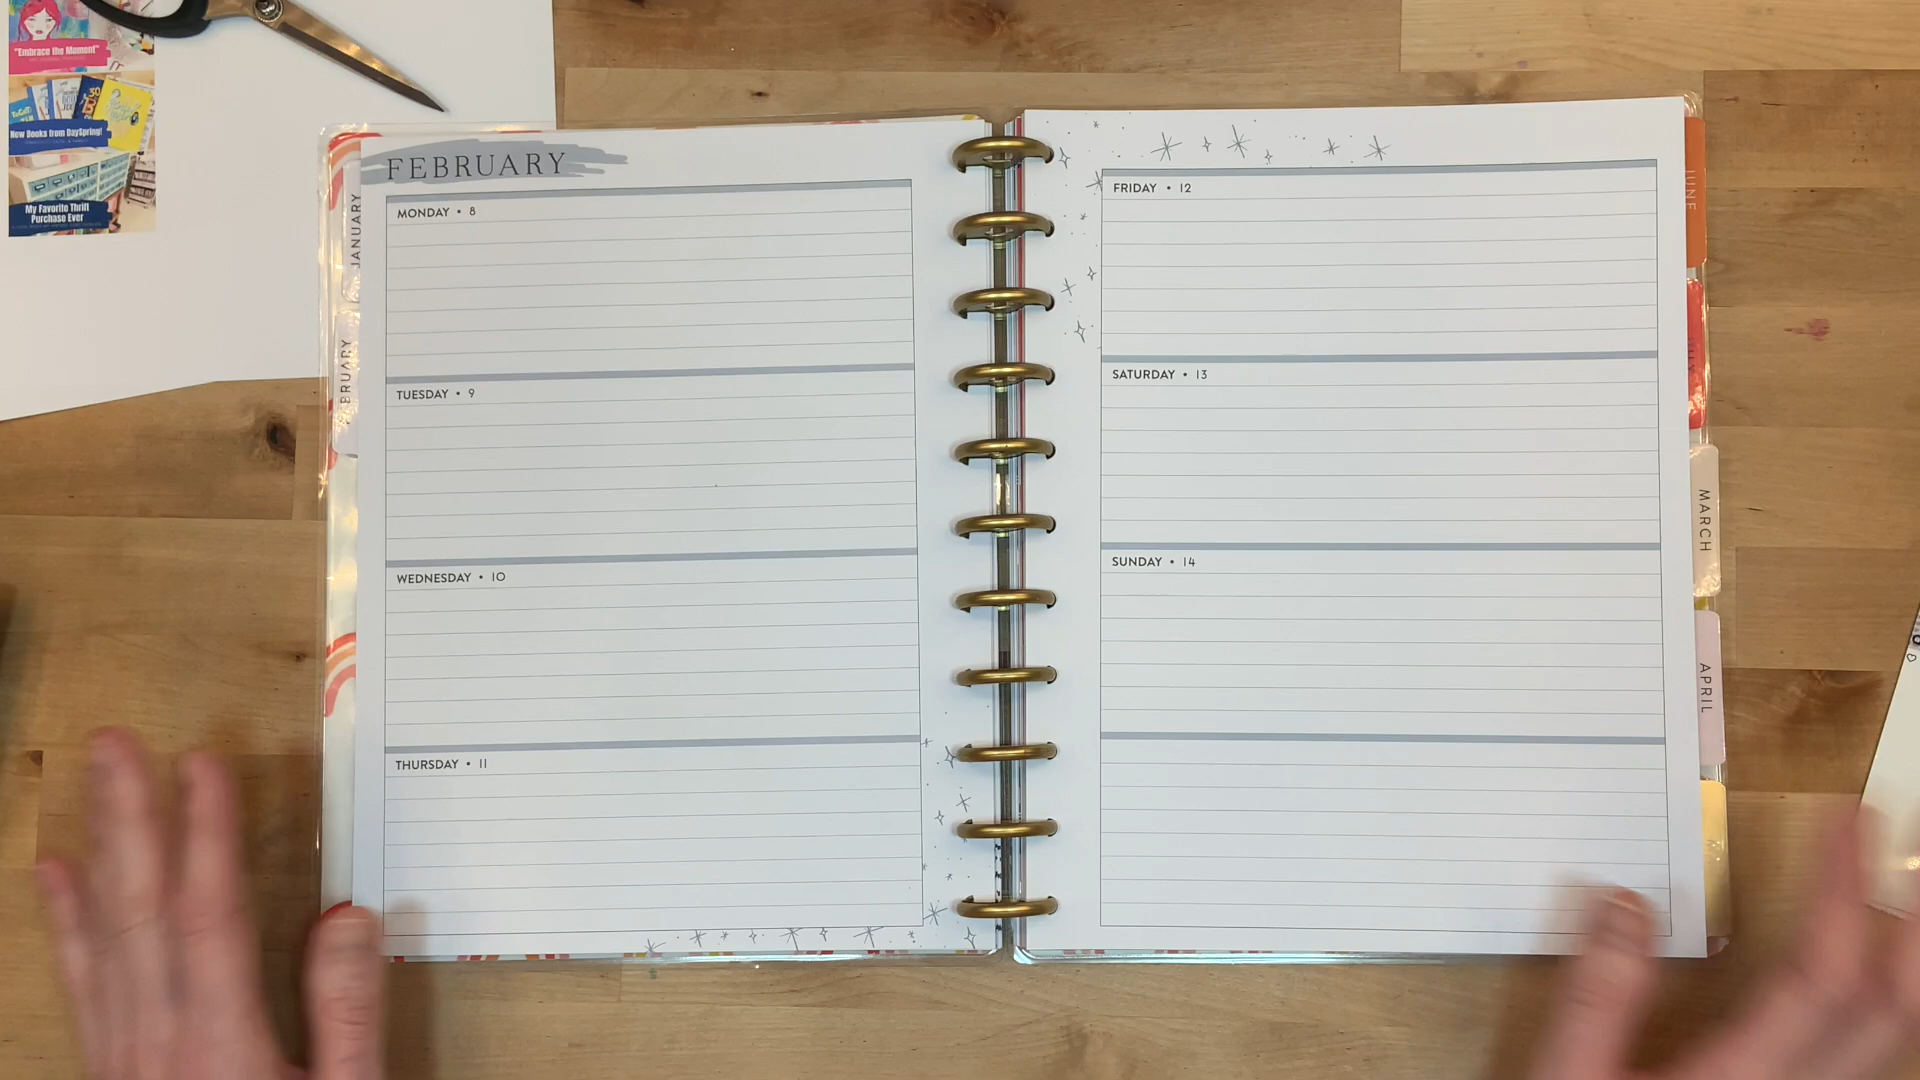 "Embrace the Moment"
New Books from DaySpring!
My Favorite Thrift
Purchase Ever
FEBRUARY
MONDAY • 8
TUESDAY • 9
WEDNESDAY • 10
THURSDAY • 11
FRIDAY • 12
SATURDAY • 13
SUNDAY • 14
JANUARY
FEBRUARY
JUNE
MARCH
APRIL